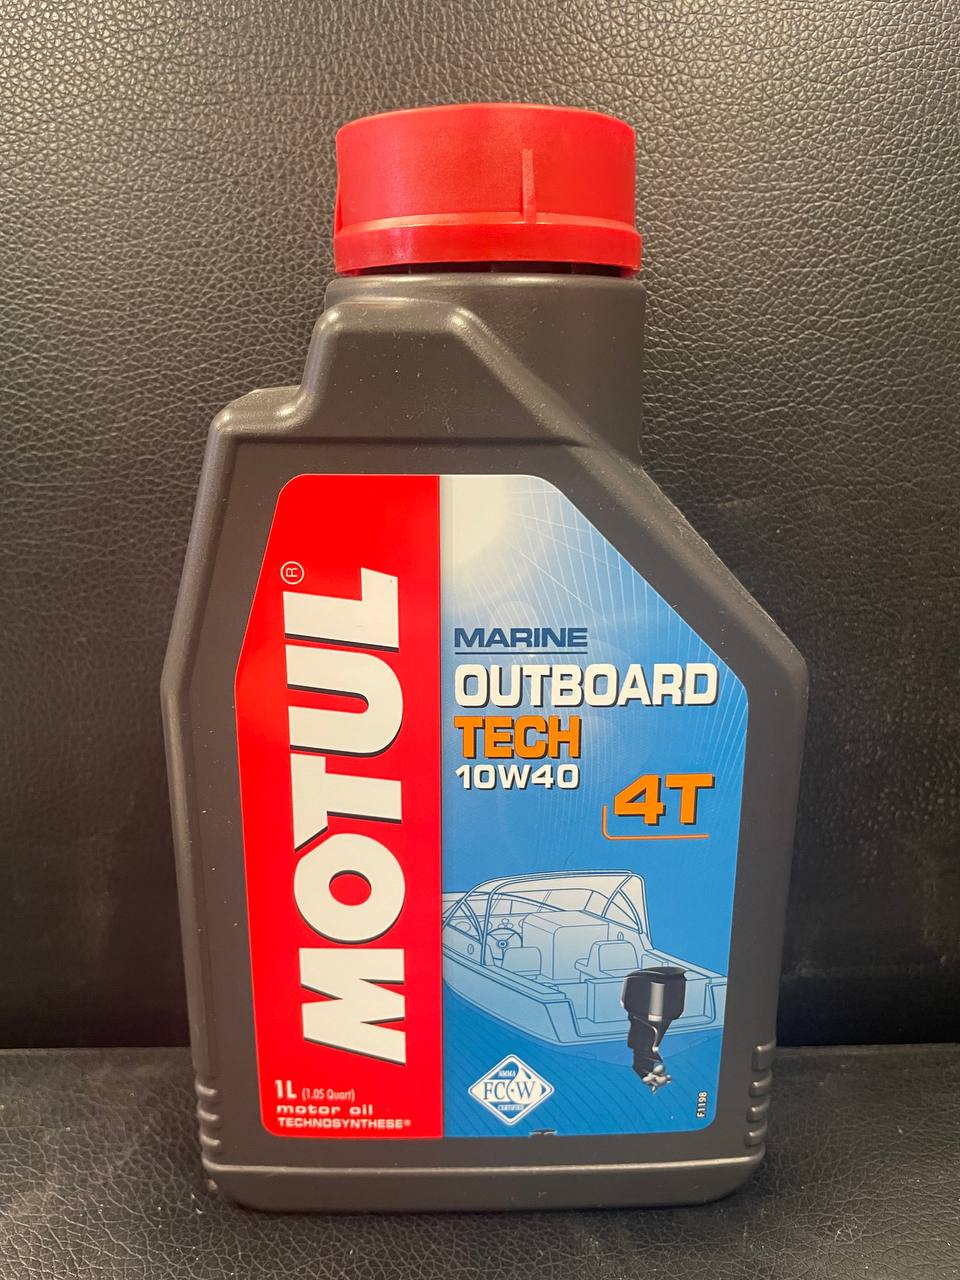 MOTUL®
MARINE
OUTBOARD
TECH
10W40
4T
1L (1.05 Quart)
motor oil
TECHNOSYNTHESE®
NMMA
FC-W
CERTIFIED
F1198